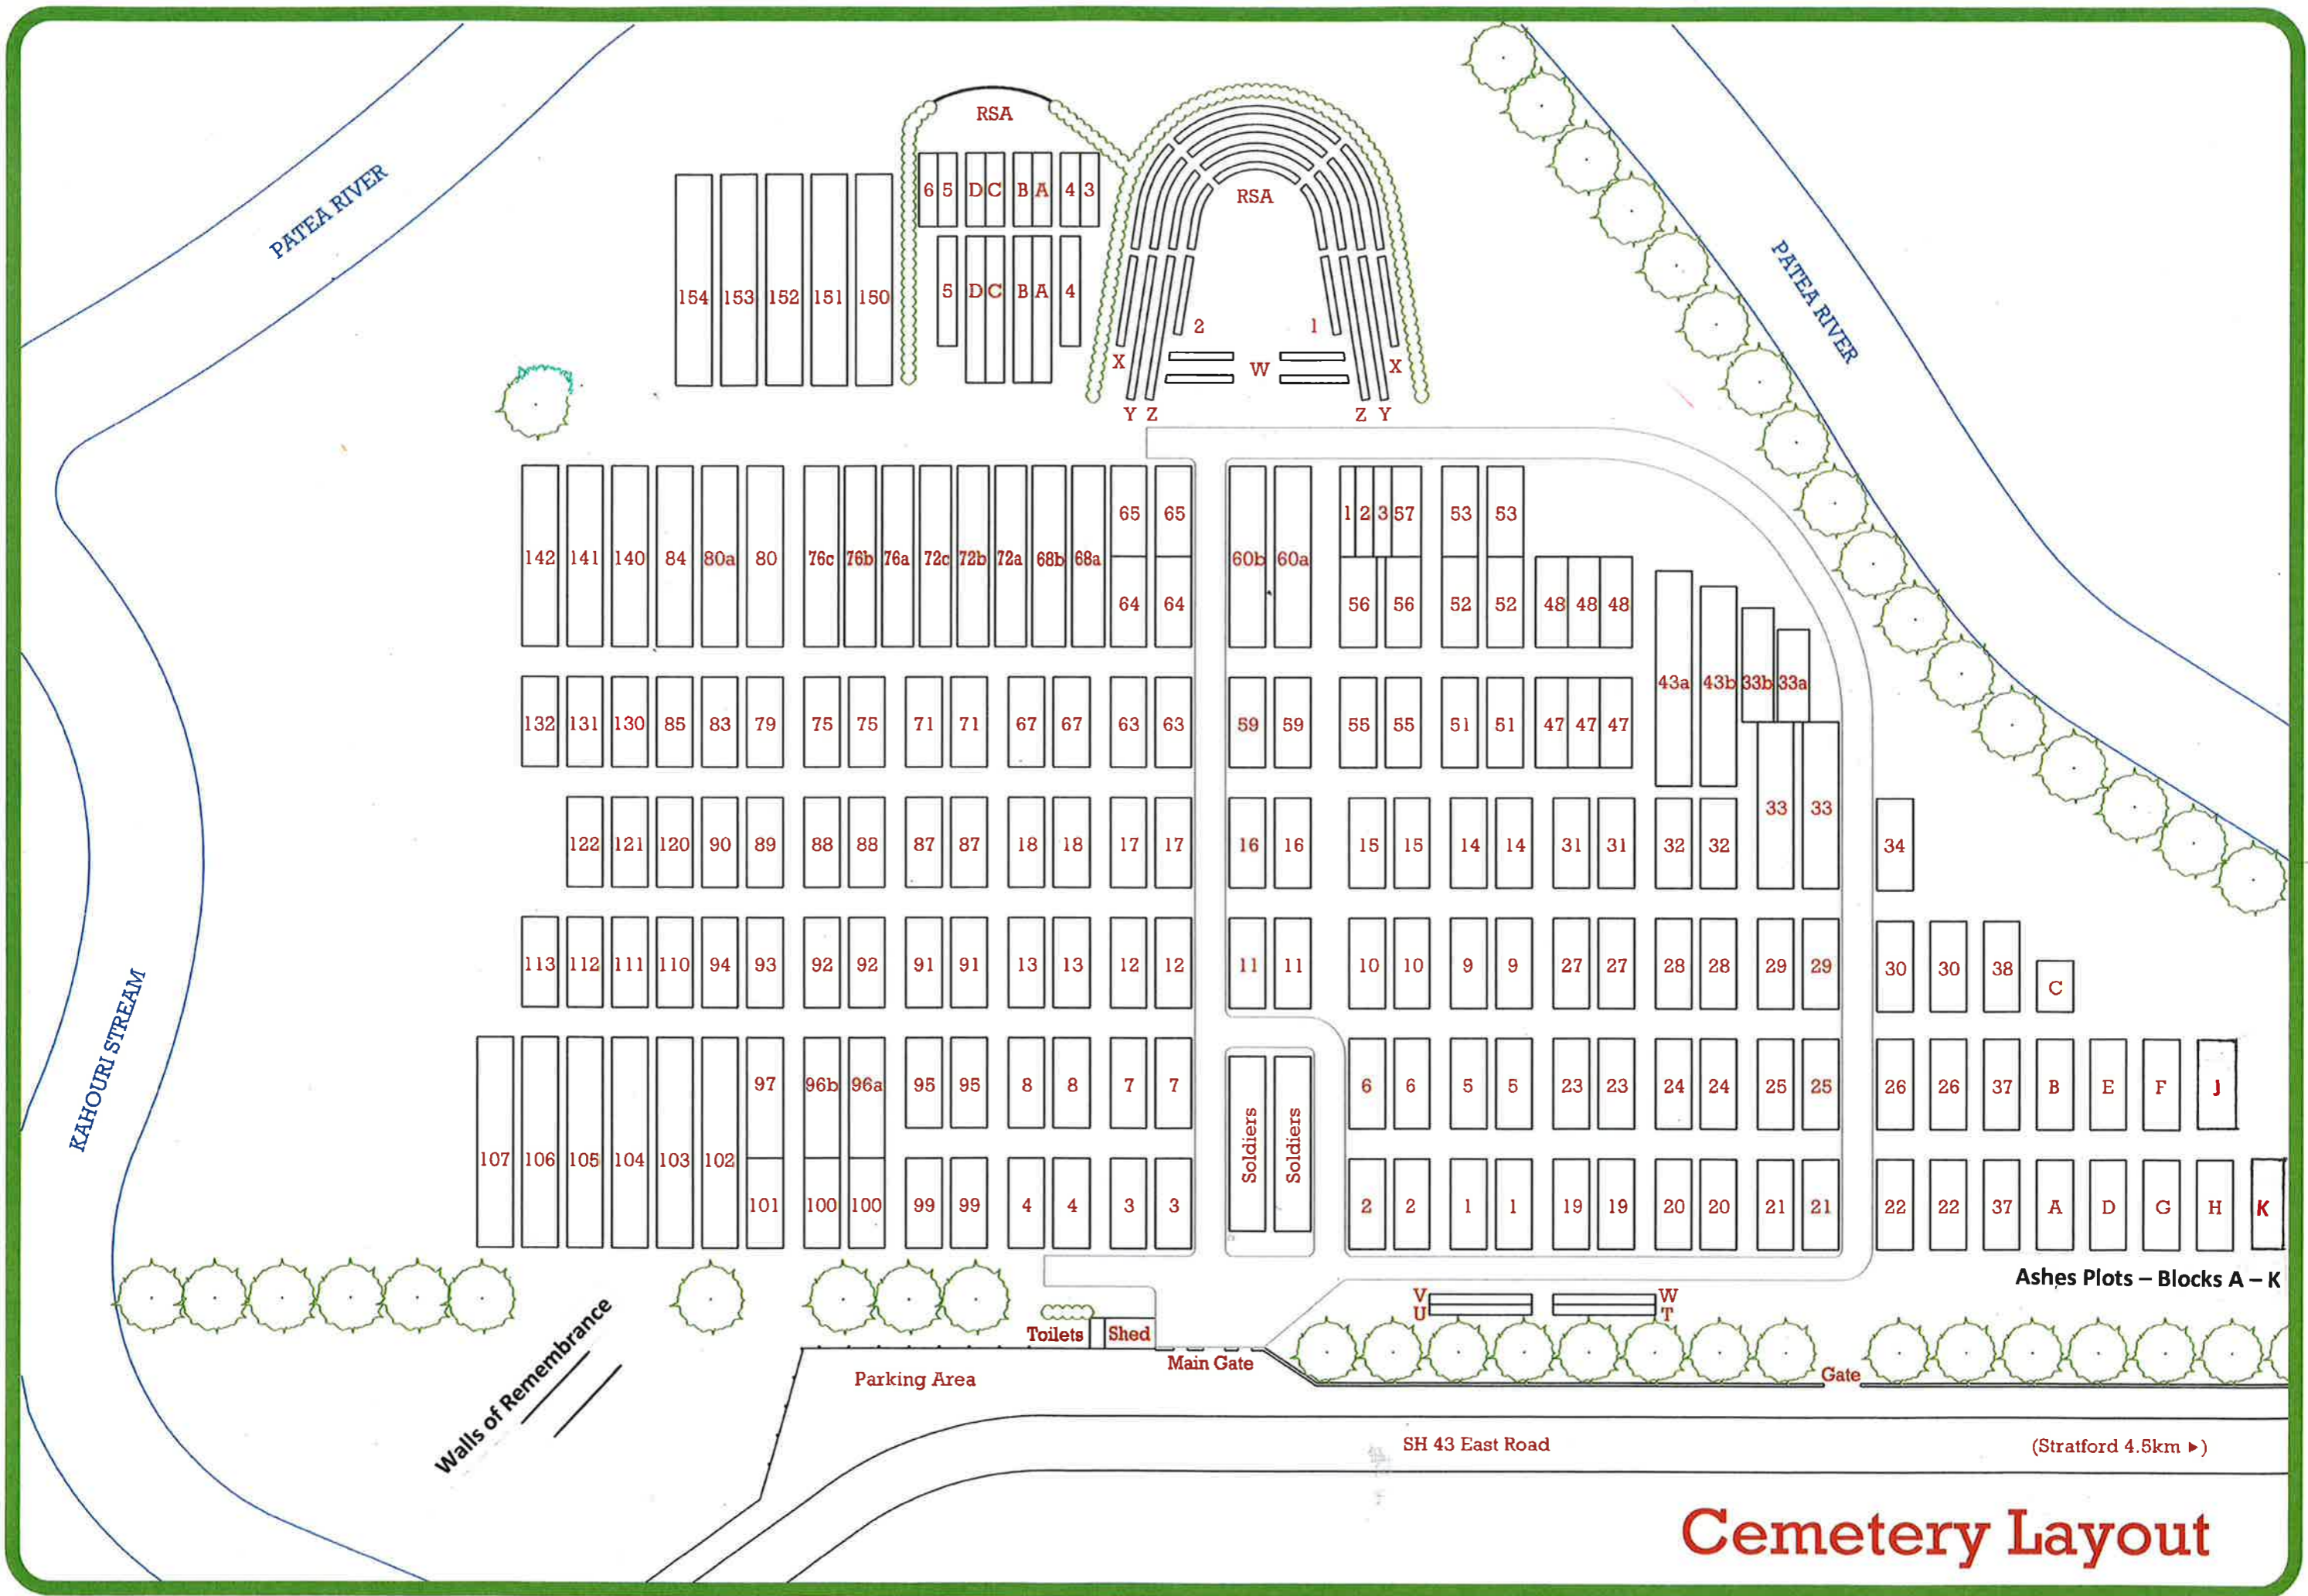 RSA
PATEA RIVER
6 5 D C B A 4 3
RSA
PATEA RIVER
154 153 152 151 150
5 D C B A 4
2 1
X W X
Y Z Z Y
65 65 1 2 3 57 53 53
142 141 140 84 80a 80 76c 76b 76a 72c 72b 72a 68b 68a 60b 60a
64 64 56 56 52 52 48 48 48
43a 43b 33b 33a
132 131 130 85 83 79 75 75 71 71 67 67 63 63 59 59 55 55 51 51 47 47 47
33 33
122 121 120 90 89 88 88 87 87 18 18 17 17 16 16 15 15 14 14 31 31 32 32 34
113 112 111 110 94 93 92 92 91 91 13 13 12 12 11 11 10 10 9 9 27 27 28 28 29 29 30 30 38
C
KAHOURI STREAM
97 96b 96a 95 95 8 8 7 7 6 6 5 5 23 23 24 24 25 25 26 26 37 B E F J
Soldiers Soldiers
107 106 105 104 103 102
101 100 100 99 99 4 4 3 3 2 2 1 1 19 19 20 20 21 21 22 22 37 A D G H K
Ashes Plots – Blocks A – K
V W
U T
Walls of Remembrance
Toilets Shed
Main Gate
Parking Area
Gate
SH 43 East Road
(Stratford 4.5km ▸)
Cemetery Layout